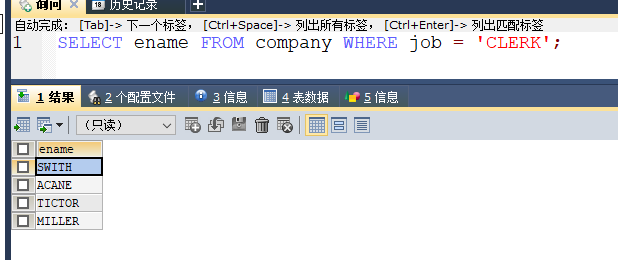 询问 历史记录
自动完成： [Tab]-> 下一个标签， [Ctrl+Space]-> 列出所有标签， [Ctrl+Enter]-> 列出匹配标签
1 SELECT ename FROM company WHERE job = 'CLERK';
1 结果 2 个配置文件 3 信息 4 表数据 5 信息
（只读）
ename
SWITH
ACANE
TICTOR
MILLER